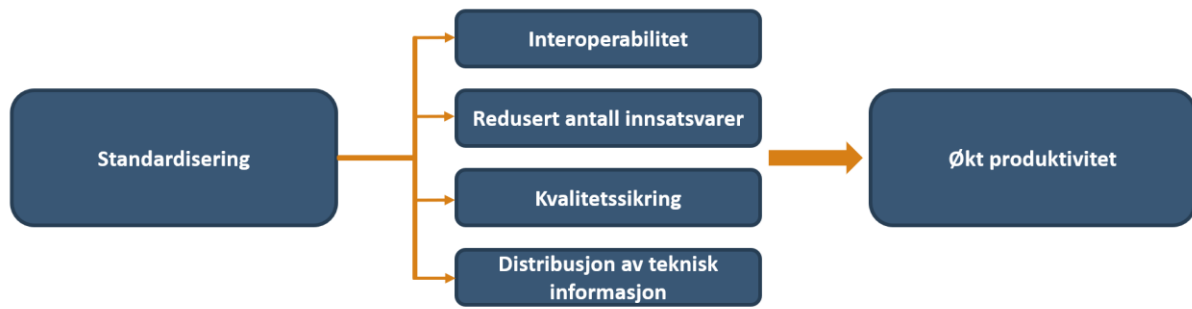 Standardisering
Interoperabilitet
Redusert antall innsatsvarer
Kvalitetssikring
Distribusjon av teknisk
informasjon
Økt produktivitet